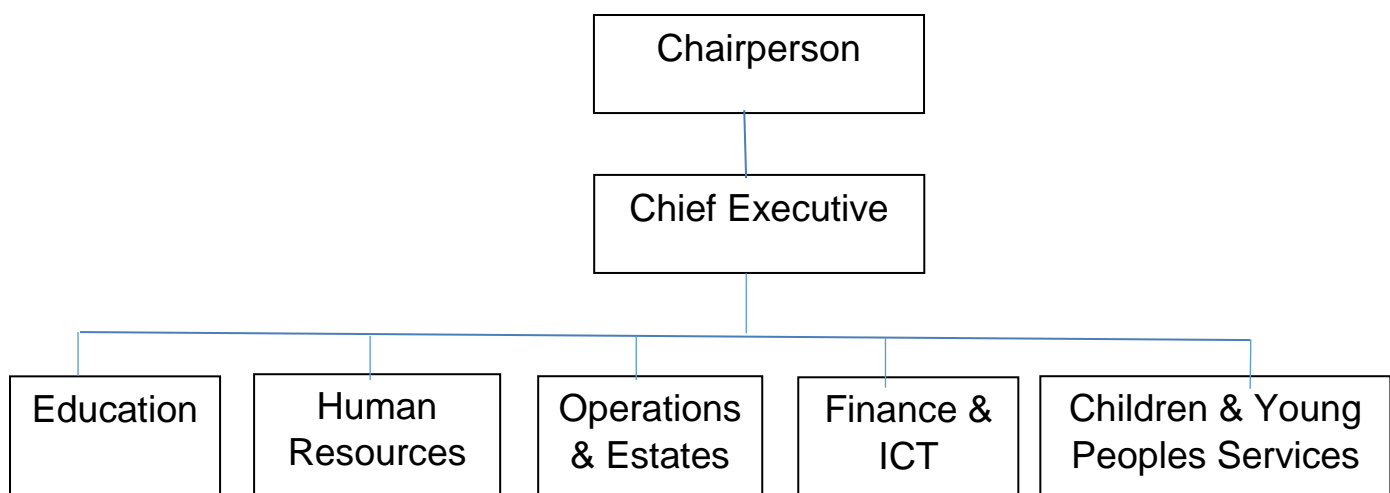 Chairperson
Chief Executive
Education
Human
Resources
Operations
& Estates
Finance &
ICT
Children & Young
Peoples Services